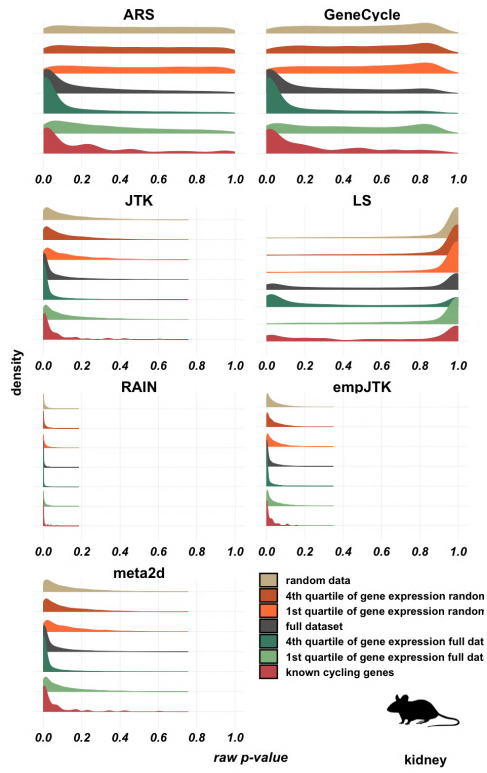 ARS GeneCycle
0.0 0.2 0.4 0.6 0.8 1.0 0.0 0.2 0.4 0.6 0.8 1.0
JTK LS
0.0 0.2 0.4 0.6 0.8 1.0 0.0 0.2 0.4 0.6 0.8 1.0
density
RAIN empJTK
0.0 0.2 0.4 0.6 0.8 1.0 0.0 0.2 0.4 0.6 0.8 1.0
meta2d
0.0 0.2 0.4 0.6 0.8 1.0
raw p-value
random data
4th quartile of gene expression random
1st quartile of gene expression random
full dataset
4th quartile of gene expression full dat
1st quartile of gene expression full dat
known cycling genes
kidney